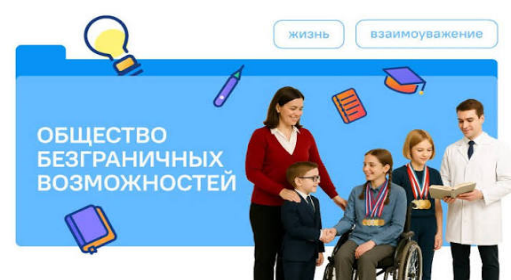 жизнь
взаимоуважение
ОБЩЕСТВО
БЕЗГРАНИЧНЫХ
ВОЗМОЖНОСТЕЙ